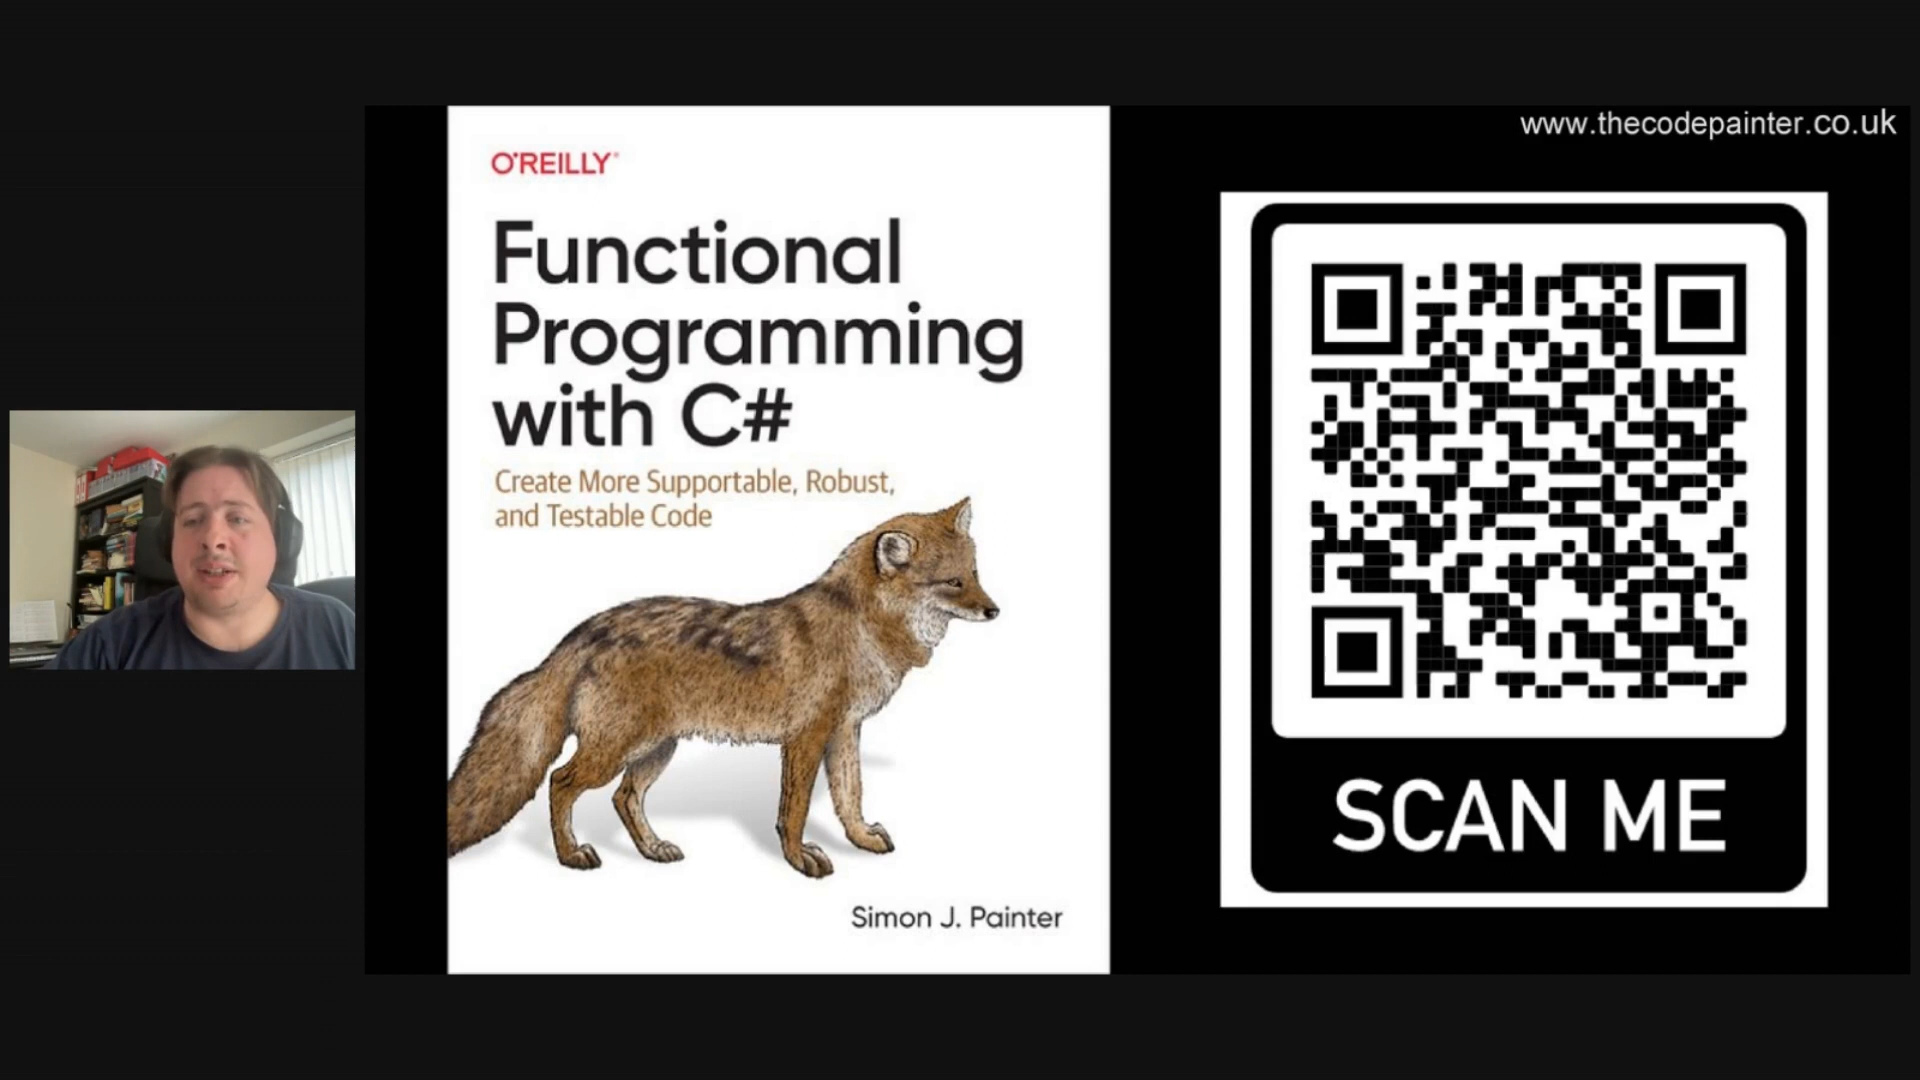 www.thecodepainter.co.uk
O'REILLY®
Functional
Programming
with C#
Create More Supportable, Robust,
and Testable Code
Simon J. Painter
SCAN ME